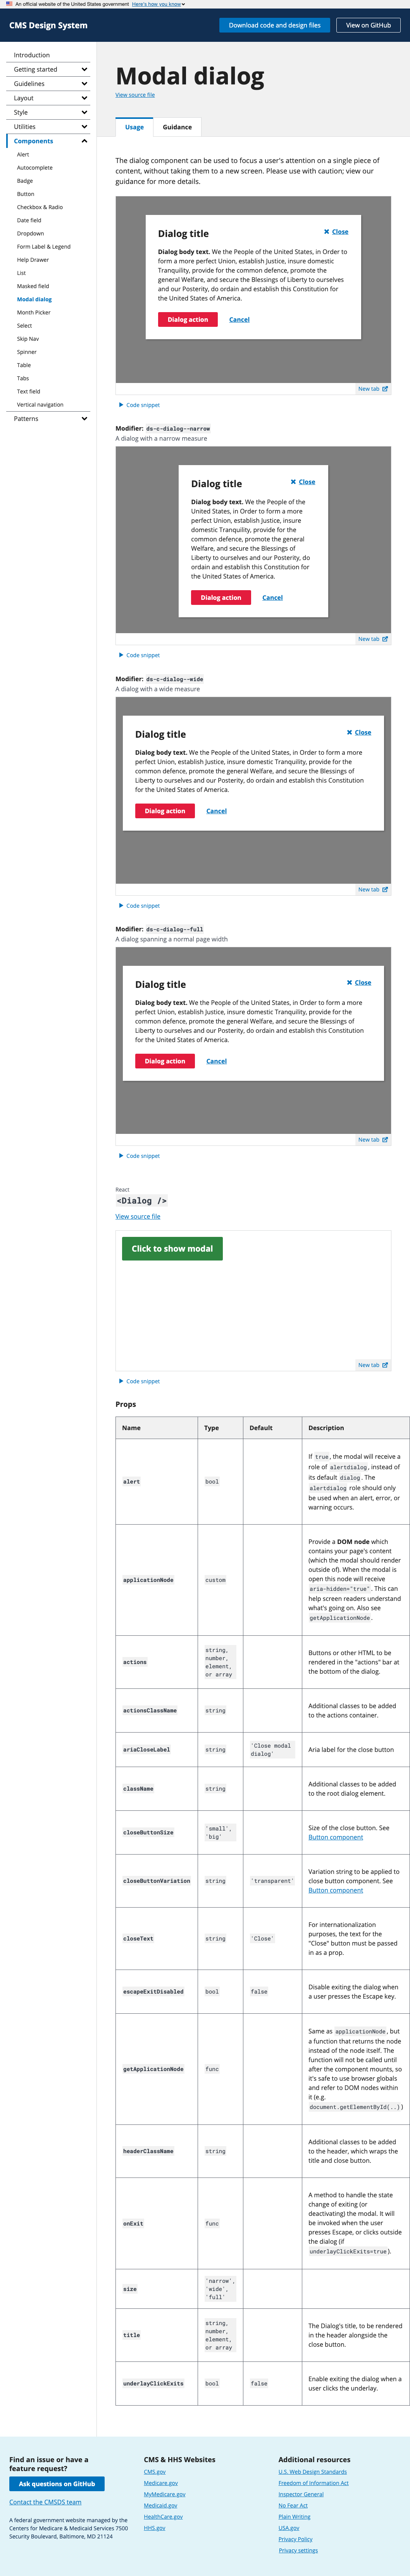 An official website of the United States government Here's how you know
CMS Design System
Download code and design files
View on GitHub
Introduction
Getting started
Guidelines
Layout
Style
Utilities
Components
Alert
Autocomplete
Badge
Button
Checkbox & Radio
Date field
Dropdown
Form Label & Legend
Help Drawer
List
Masked field
Modal dialog
Month Picker
Select
Skip Nav
Spinner
Table
Tabs
Text field
Vertical navigation
Patterns
Modal dialog
View source file
Usage
Guidance
The dialog component can be used to focus a user's attention on a single piece of
content, without taking them to a new screen. Please use with caution; view our
guidance for more details.
Dialog title
Close
Dialog body text. We the People of the United States, in Order to
form a more perfect Union, establish Justice, insure domestic
Tranquility, provide for the common defence, promote the
general Welfare, and secure the Blessings of Liberty to ourselves
and our Posterity, do ordain and establish this Constitution for
the United States of America.
Dialog action
Cancel
New tab
Code snippet
Modifier: ds-c-dialog--narrow
A dialog with a narrow measure
Dialog title
Close
Dialog body text. We the People of the
United States, in Order to form a more
perfect Union, establish Justice, insure
domestic Tranquility, provide for the
common defence, promote the general
Welfare, and secure the Blessings of
Liberty to ourselves and our Posterity, do
ordain and establish this Constitution for
the United States of America.
Dialog action
Cancel
New tab
Code snippet
Modifier: ds-c-dialog--wide
A dialog with a wide measure
Dialog title
Close
Dialog body text. We the People of the United States, in Order to form a more
perfect Union, establish Justice, insure domestic Tranquility, provide for the
common defence, promote the general Welfare, and secure the Blessings of
Liberty to ourselves and our Posterity, do ordain and establish this Constitution
for the United States of America.
Dialog action
Cancel
New tab
Code snippet
Modifier: ds-c-dialog--full
A dialog spanning a normal page width
Dialog title
Close
Dialog body text. We the People of the United States, in Order to form a more
perfect Union, establish Justice, insure domestic Tranquility, provide for the
common defence, promote the general Welfare, and secure the Blessings of
Liberty to ourselves and our Posterity, do ordain and establish this Constitution
for the United States of America.
Dialog action
Cancel
New tab
Code snippet
React
<Dialog />
View source file
Click to show modal
New tab
Code snippet
Props
Name Type Default Description
alert bool
If true, the modal will receive a
role of alertdialog, instead of
its default dialog. The
alertdialog role should only
be used when an alert, error, or
warning occurs.
applicationNode custom
Provide a DOM node which
contains your page's content
(which the modal should render
outside of). When the modal is
open this node will receive
aria-hidden="true". This can
help screen readers understand
what's going on. Also see
getApplicationNode.
actions
string,
number,
element,
or array
Buttons or other HTML to be
rendered in the "actions" bar at
the bottom of the dialog.
actionsClassName string
Additional classes to be added
to the actions container.
ariaCloseLabel string
'Close modal
dialog'
Aria label for the close button
className string
Additional classes to be added
to the root dialog element.
closeButtonSize
'small',
'big'
Size of the close button. See
Button component
closeButtonVariation string 'transparent'
Variation string to be applied to
close button component. See
Button component
closeText string 'Close'
For internationalization
purposes, the text for the
"Close" button must be passed
in as a prop.
escapeExitDisabled bool false
Disable exiting the dialog when
a user presses the Escape key.
getApplicationNode func
Same as applicationNode, but
a function that returns the node
instead of the node itself. The
function will not be called until
after the component mounts, so
it's safe to use browser globals
and refer to DOM nodes within
it (e.g.
document.getElementById(..))
headerClassName string
Additional classes to be added
to the header, which wraps the
title and close button.
onExit func
A method to handle the state
change of exiting (or
deactivating) the modal. It will
be invoked when the user
presses Escape, or clicks outside
the dialog (if
underlayClickExits=true).
size
'narrow',
'wide',
'full'
title
string,
number,
element,
or array
The Dialog's title, to be rendered
in the header alongside the
close button.
underlayClickExits bool false
Enable exiting the dialog when a
user clicks the underlay.
Find an issue or have a
feature request?
Ask questions on GitHub
Contact the CMSDS team
A federal government website managed by the
Centers for Medicare & Medicaid Services 7500
Security Boulevard, Baltimore, MD 21124
CMS & HHS Websites
CMS.gov
Medicare.gov
MyMedicare.gov
Medicaid.gov
HealthCare.gov
HHS.gov
Additional resources
U.S. Web Design Standards
Freedom of Information Act
Inspector General
No Fear Act
Plain Writing
USA.gov
Privacy Policy
Privacy settings